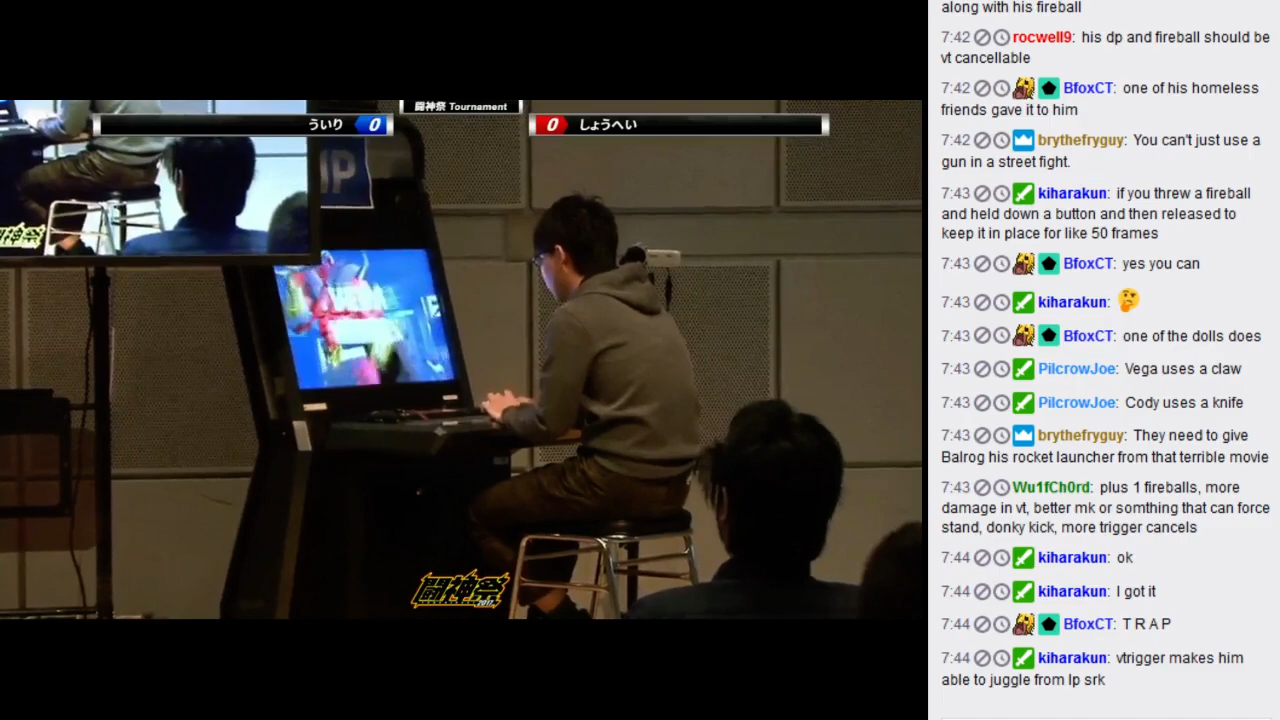 闘神祭 Tournament
ういり 0
0 しょうへい
IP
闘神祭
闘神祭
2017
along with his fireball
7:42 rocwell9: his dp and fireball should be
vt cancellable
7:42 BfoxCT: one of his homeless
friends gave it to him
7:42 brythefryguy: You can't just use a
gun in a street fight.
7:43 kiharakun: if you threw a fireball
and held down a button and then released to
keep it in place for like 50 frames
7:43 BfoxCT: yes you can
7:43 kiharakun: 🤔
7:43 BfoxCT: one of the dolls does
7:43 PilcrowJoe: Vega uses a claw
7:43 PilcrowJoe: Cody uses a knife
7:43 brythefryguy: They need to give
Balrog his rocket launcher from that terrible movie
7:43 Wu1fCh0rd: plus 1 fireballs, more
damage in vt, better mk or somthing that can force
stand, donky kick, more trigger cancels
7:44 kiharakun: ok
7:44 kiharakun: I got it
7:44 BfoxCT: T R A P
7:44 kiharakun: vtrigger makes him
able to juggle from lp srk